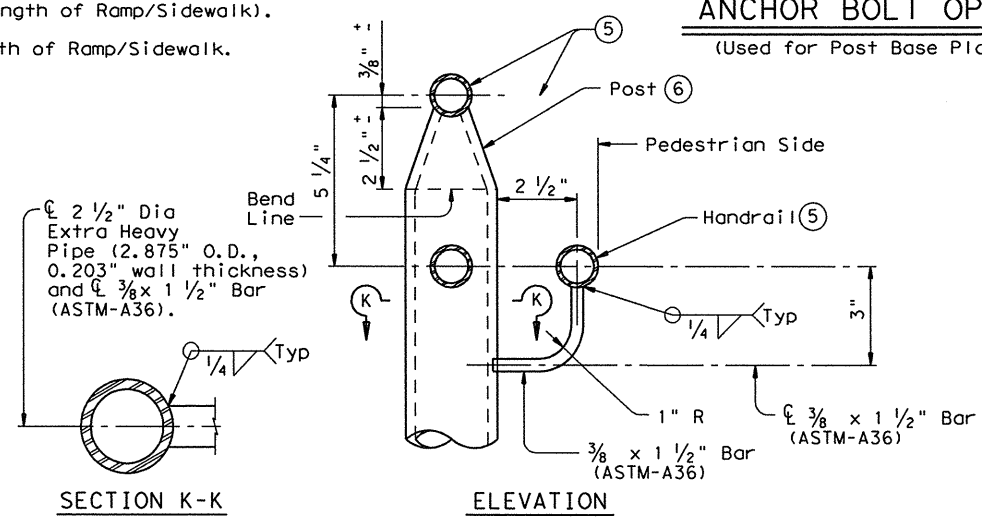 ngth of Ramp/Sidewalk).
th of Ramp/Sidewalk.
ANCHOR BOLT OP
(Used for Post Base Pla
3/8" ±
2 1/2" ±
5 1/4"
5
Post 6
Pedestrian Side
2 1/2"
Bend
Line
Handrail 5
℄ 2 1/2" Dia
Extra Heavy
Pipe (2.875" O.D.,
0.203" wall thickness)
and ℄ 3/8x 1 1/2" Bar
(ASTM-A36).
K
K
1/4
Typ
3"
1/4
Typ
1" R
℄ 3/8 x 1 1/2" Bar
(ASTM-A36)
3/8 x 1 1/2" Bar
(ASTM-A36)
SECTION K-K
ELEVATION